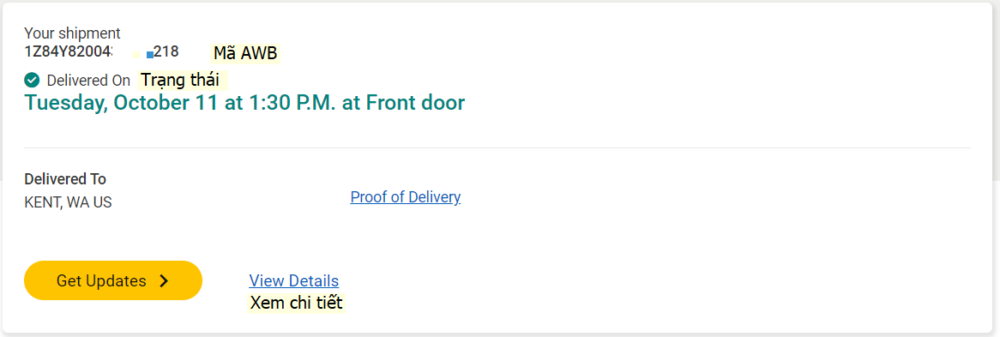 Your shipment
1Z84Y82004 218 Mã AWB
Delivered On Trạng thái
Tuesday, October 11 at 1:30 P.M. at Front door
Delivered To
KENT, WA US
Proof of Delivery
Get Updates
View Details
Xem chi tiết